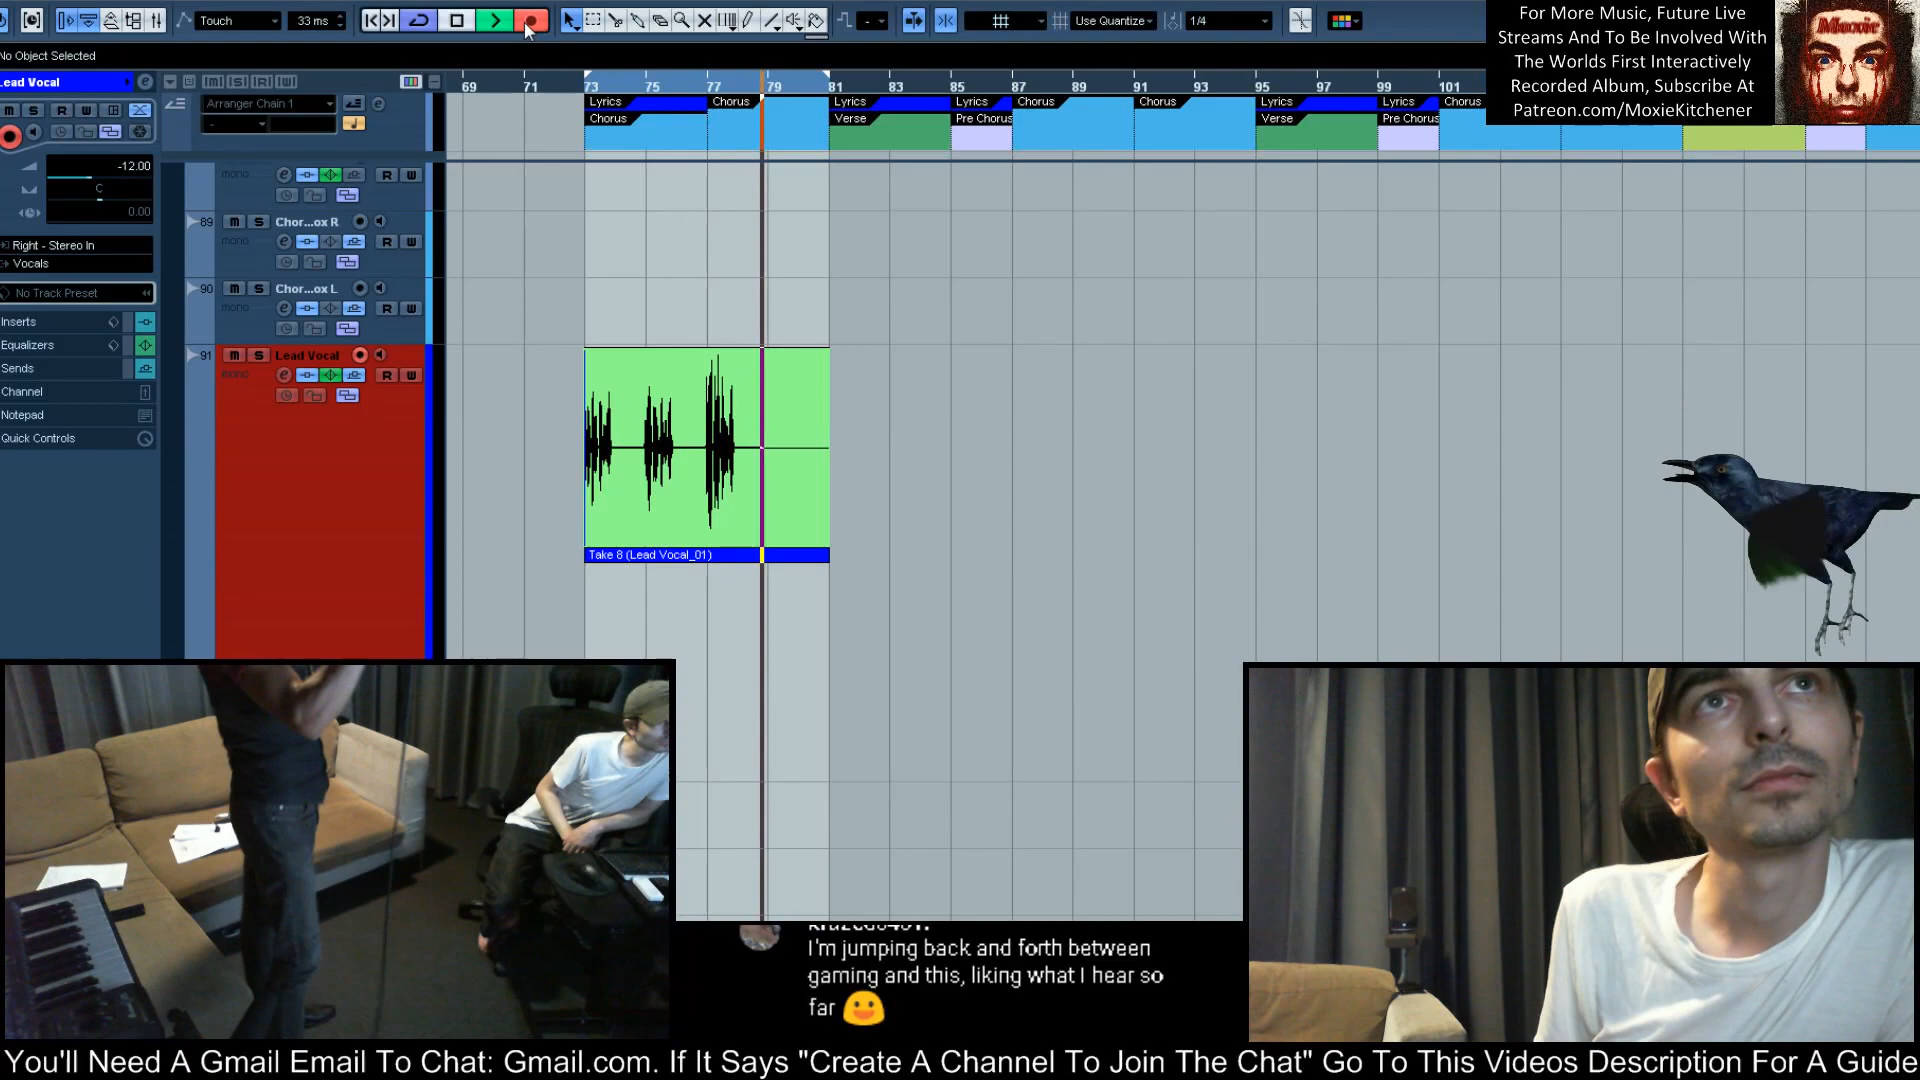 Touch 33 ms Use Quantize 1/4
No Object Selected
Lead Vocal
Arranger Chain 1
69 71 73 75 77 79 81 83 85 87 89 91 93 95 97 99 101
Lyrics Chorus Lyrics Lyrics Chorus Chorus Lyrics Lyrics Chorus
Chorus Verse Pre Chorus Verse Pre Chorus
m S R W
-12.00
C
0.00
mono R W
89 m S Chor...ox R
mono R W
90 m S Chor...ox L
mono R W
91 m S Lead Vocal
mono R W
Right - Stereo In
Vocals
No Track Preset
Inserts
Equalizers
Sends
Channel
Notepad
Quick Controls
Take 8 (Lead Vocal_01)
For More Music, Future Live
Streams And To Be Involved With
The Worlds First Interactively
Recorded Album, Subscribe At
Patreon.com/MoxieKitchener
Moxie
I'm jumping back and forth between
gaming and this, liking what I hear so
far
You'll Need A Gmail Email To Chat: Gmail.com. If It Says "Create A Channel To Join The Chat" Go To This Videos Description For A Guide